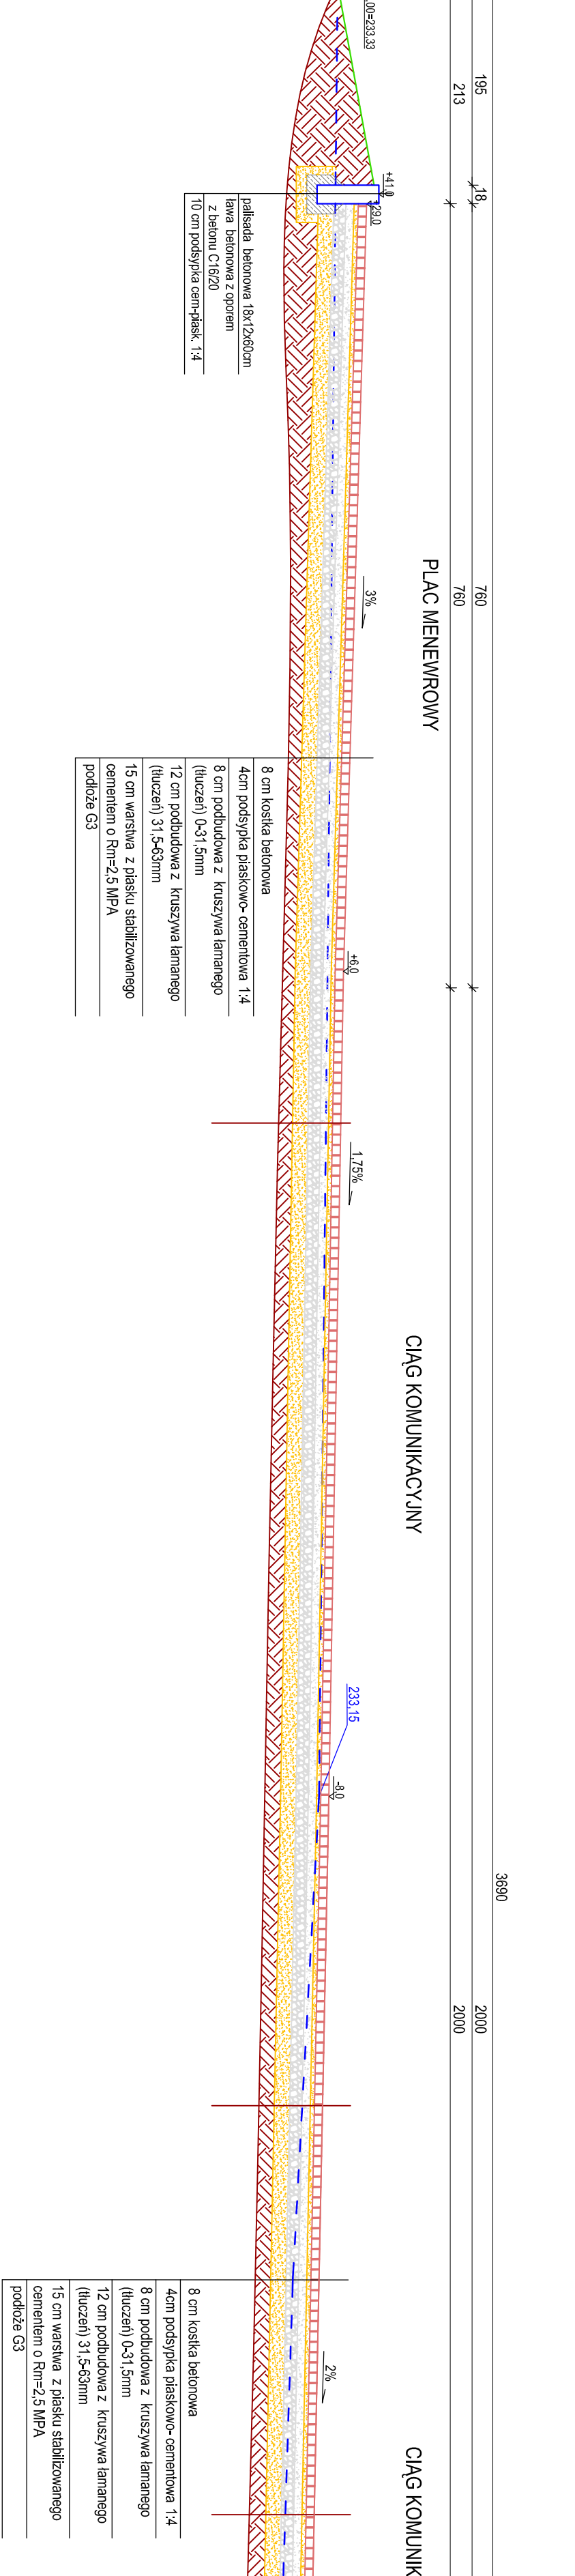 3690
195
18
760
2000
213
760
2000
PLAC MENEWROWY
CIĄG KOMUNIKACYJNY
CIĄG KOMUNIK
,00=233,33
+41,0
29,0
3%
+6,0
1,75%
233,15
-8,0
2%
palisada betonowa 18x12x60cm
ława betonowa z oporem
z betonu C16/20
10 cm podsypka cem-piask. 1:4
8 cm kostka betonowa
4cm podsypka piaskowo- cementowa 1:4
8 cm podbudowa z kruszywa łamanego
(tłuczeń) 0-31,5mm
12 cm podbudowa z kruszywa łamanego
(tłuczeń) 31,5-63mm
15 cm warstwa z piasku stabilizowanego
cementem o Rm=2,5 MPA
podłoże G3
8 cm kostka betonowa
4cm podsypka piaskowo- cementowa 1:4
8 cm podbudowa z kruszywa łamanego
(tłuczeń) 0-31,5mm
12 cm podbudowa z kruszywa łamanego
(tłuczeń) 31,5-63mm
15 cm warstwa z piasku stabilizowanego
cementem o Rm=2,5 MPA
podłoże G3